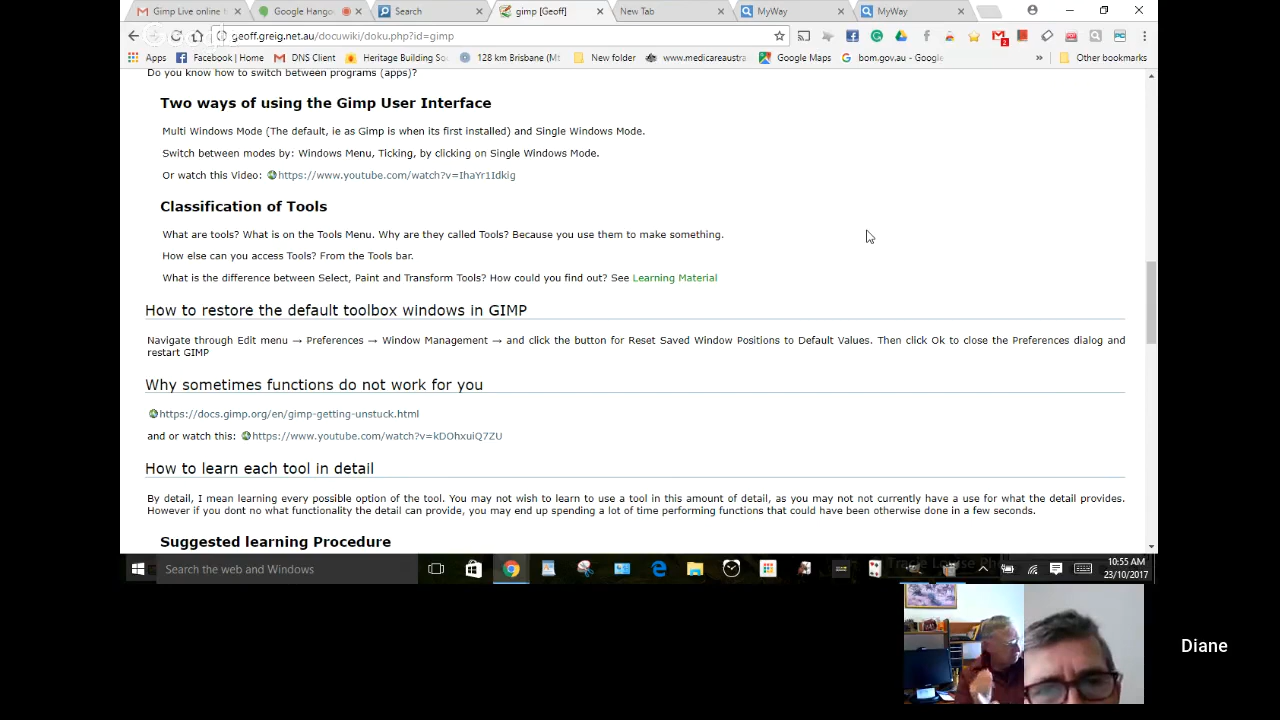 Gimp Live online t
Google Hango
Search
gimp [Geoff]
New Tab
MyWay
MyWay
geoff.greig.net.au/docuwiki/doku.php?id=gimp
Apps
Facebook | Home
DNS Client
Heritage Building So
128 km Brisbane (Mt
New folder
www.medicareaustra
Google Maps
bom.gov.au - Google
»
Other bookmarks
Do you know how to switch between programs (apps)?
Two ways of using the Gimp User Interface
Multi Windows Mode (The default, ie as Gimp is when its first installed) and Single Windows Mode.
Switch between modes by: Windows Menu, Ticking, by clicking on Single Windows Mode.
Or watch this Video: https://www.youtube.com/watch?v=IhaYr1Idkig
Classification of Tools
What are tools? What is on the Tools Menu. Why are they called Tools? Because you use them to make something.
How else can you access Tools? From the Tools bar.
What is the difference between Select, Paint and Transform Tools? How could you find out? See Learning Material
How to restore the default toolbox windows in GIMP
Navigate through Edit menu → Preferences → Window Management → and click the button for Reset Saved Window Positions to Default Values. Then click Ok to close the Preferences dialog and
restart GIMP
Why sometimes functions do not work for you
https://docs.gimp.org/en/gimp-getting-unstuck.html
and or watch this: https://www.youtube.com/watch?v=kDOhxuiQ7ZU
How to learn each tool in detail
By detail, I mean learning every possible option of the tool. You may not wish to learn to use a tool in this amount of detail, as you may not not currently have a use for what the detail provides.
However if you dont no what functionality the detail can provide, you may end up spending a lot of time performing functions that could have been otherwise done in a few seconds.
Suggested learning Procedure
Search the web and Windows
10:55 AM
23/10/2017
Diane